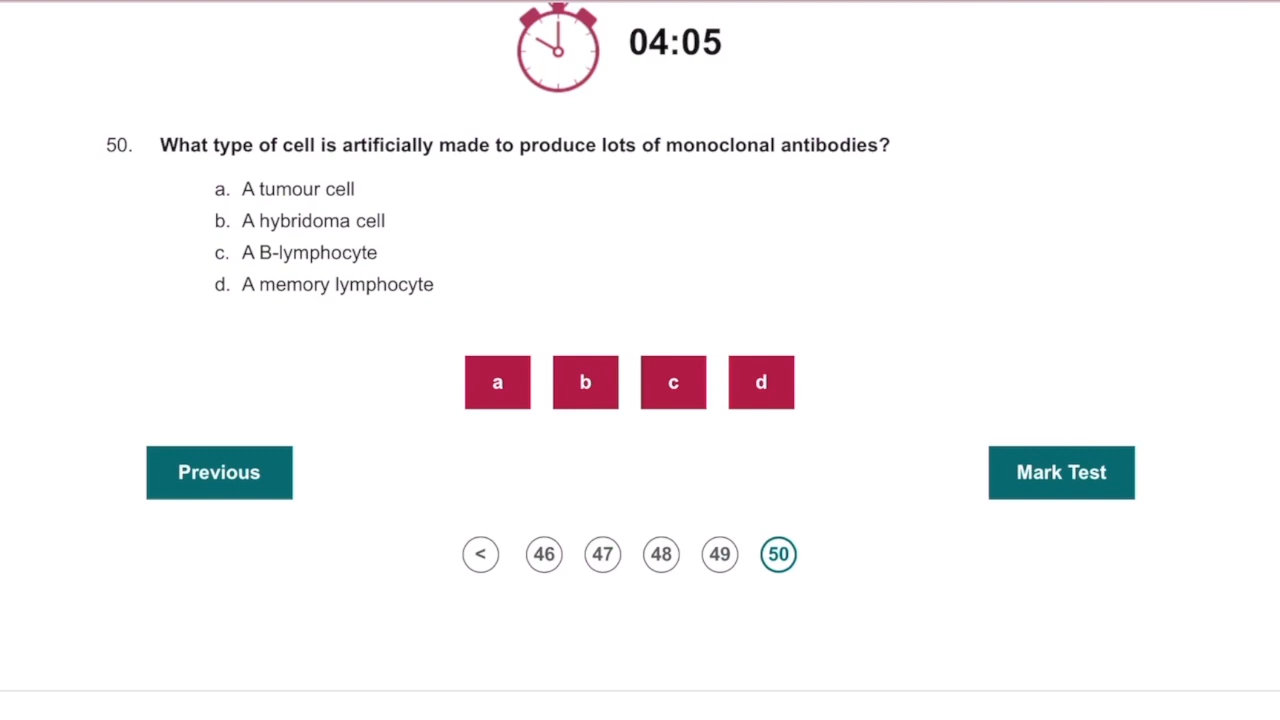 04:05
50. What type of cell is artificially made to produce lots of monoclonal antibodies?
a. A tumour cell
b. A hybridoma cell
c. A B-lymphocyte
d. A memory lymphocyte
a b c d
Previous Mark Test
< 46 47 48 49 50